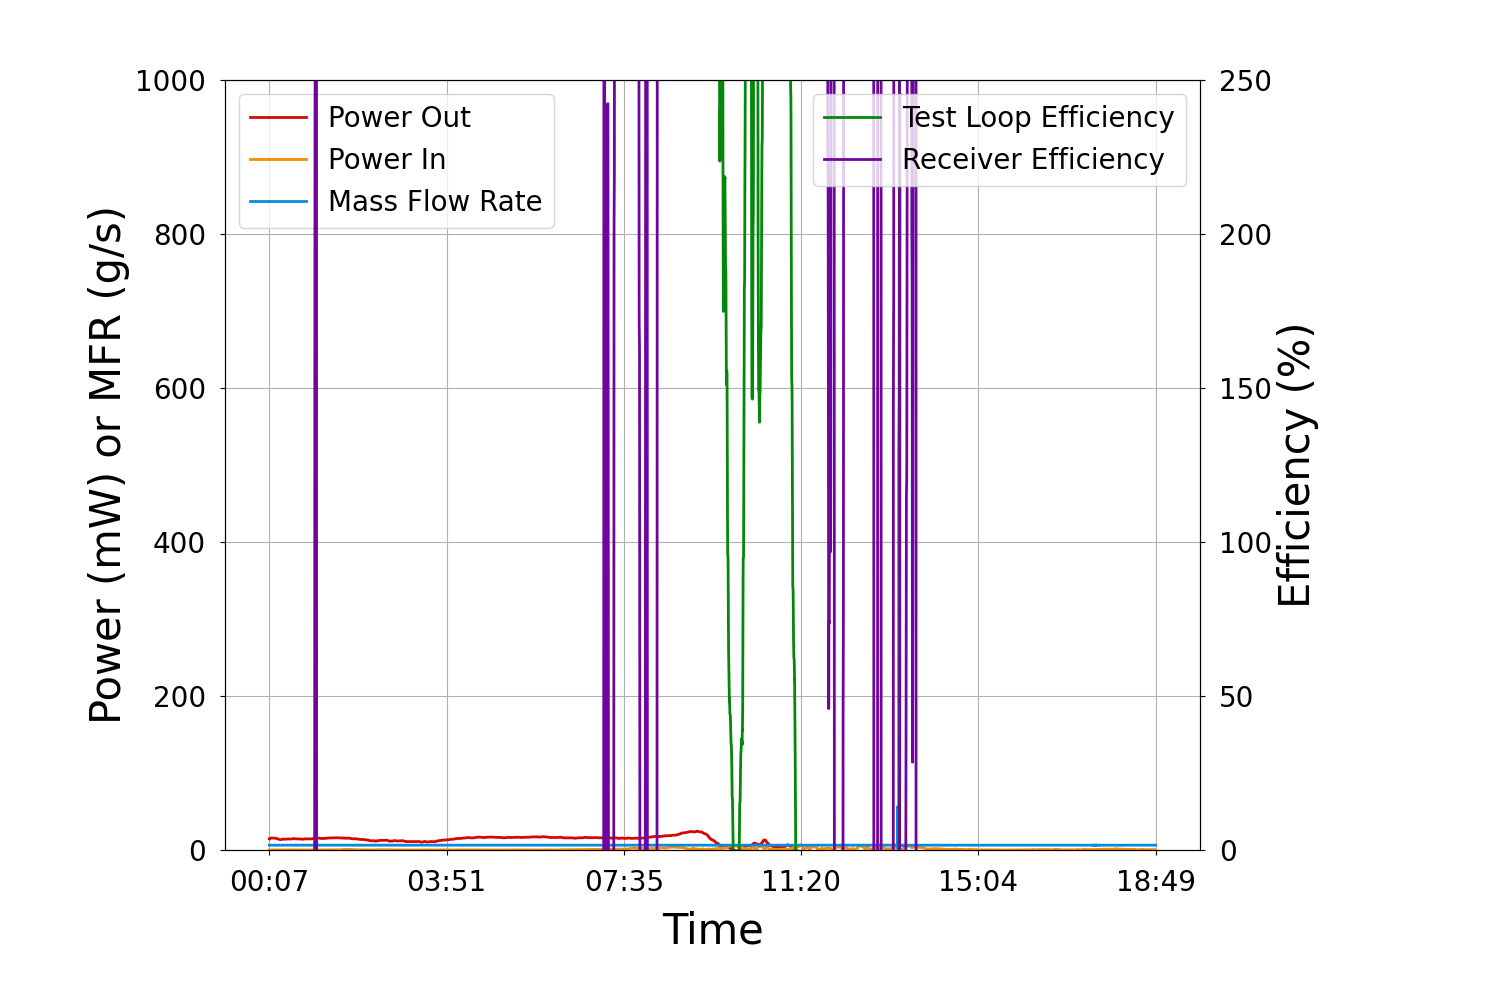 1000
800
600
400
200
0
Power (mW) or MFR (g/s)
Power Out
Power In
Mass Flow Rate
Test Loop Efficiency
Receiver Efficiency
250
200
150
100
50
0
Efficiency (%)
00:07 03:51 07:35 11:20 15:04 18:49
Time